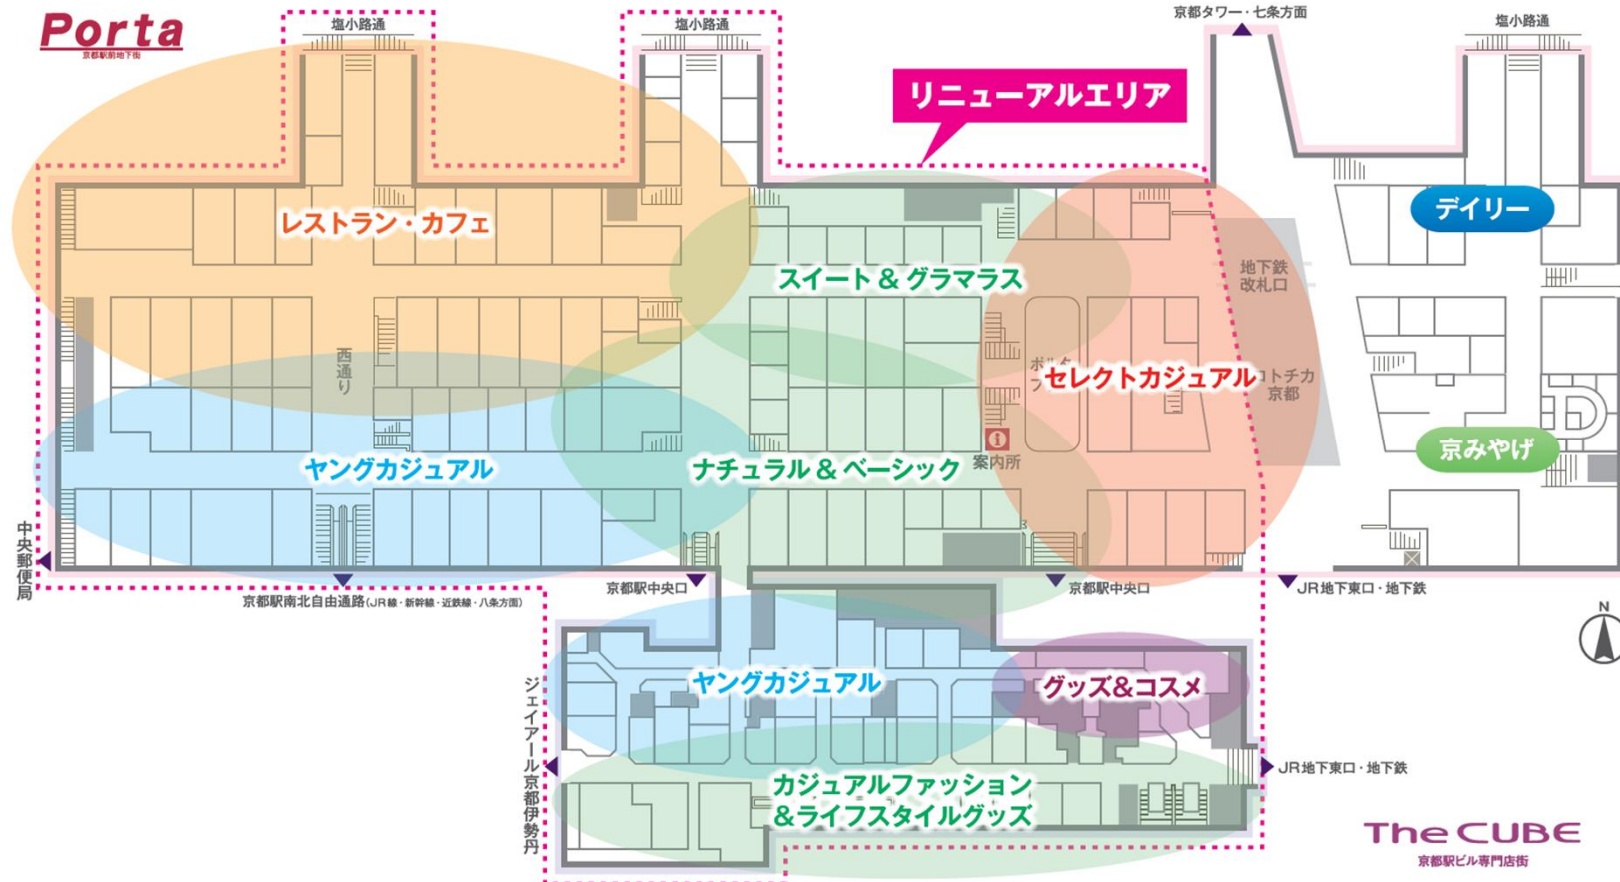 Porta
京都駅前地下街
塩小路通
塩小路通
京都タワー・七条方面
塩小路通
リニューアルエリア
デイリー
レストラン・カフェ
スイート&グラマラス
地下鉄
改札口
西通り
セレクトカジュアル
コトチカ
京都
案内所
京みやげ
ヤングカジュアル
ナチュラル&ベーシック
中央郵便局
京都駅南北自由通路(JR線・新幹線・近鉄線・八条方面)
京都駅中央口
京都駅中央口
JR地下東口・地下鉄
N
ジェイアール京都伊勢丹
ヤングカジュアル
グッズ&コスメ
JR地下東口・地下鉄
カジュアルファッション
&ライフスタイルグッズ
The CUBE
京都駅ビル専門店街